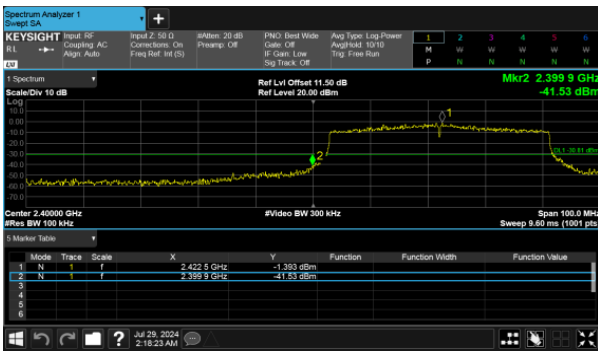 Spectrum Analyzer 1
Swept SA
+
KEYSIGHT Input: RF Input Z: 50 Ω #Atten: 20 dB PNO: Best Wide Avg Type: Log-Power 1 2 3 4 5 6
RL Coupling: AC Corrections: On Preamp: Off Gate: Off Avg|Hold: 10/10 M W W W W W
Align: Auto Freq Ref: Int (S) IF Gain: Low Trig: Free Run P N N N N N
Sig Track: Off
LXI
1 Spectrum
Ref Lvl Offset 11.50 dB Mkr2 2.399 9 GHz
Scale/Div 10 dB Ref Level 20.00 dBm -41.53 dBm
Log
10.0
0.00
-10.0
-20.0
-30.0
-40.0
-50.0
-60.0
-70.0
1
2
Center 2.40000 GHz #Video BW 300 kHz Span 100.0 MHz
#Res BW 100 kHz Sweep 9.60 ms (1001 pts)
5 Marker Table
Mode Trace Scale X Y Function Function Width Function Value
1 N 1 f 2.422 5 GHz -1.393 dBm
2 N 1 f 2.399 9 GHz -41.53 dBm
3
4
5
6
? Jul 29, 2024
2:18:23 AM